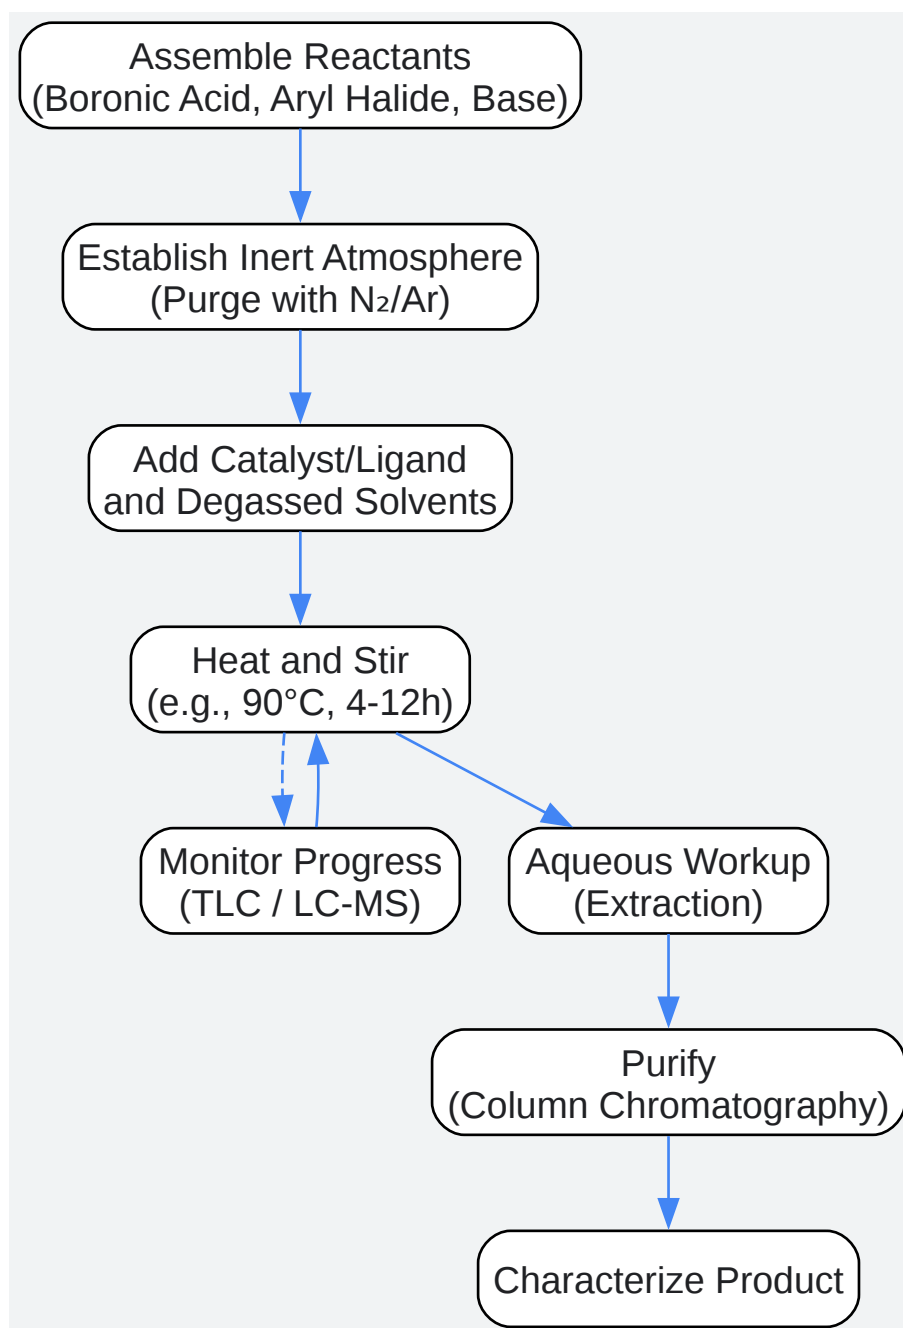 Assemble Reactants
(Boronic Acid, Aryl Halide, Base)
Establish Inert Atmosphere
(Purge with N₂/Ar)
Add Catalyst/Ligand
and Degassed Solvents
Heat and Stir
(e.g., 90°C, 4-12h)
Monitor Progress
(TLC / LC-MS)
Aqueous Workup
(Extraction)
Purify
(Column Chromatography)
Characterize Product